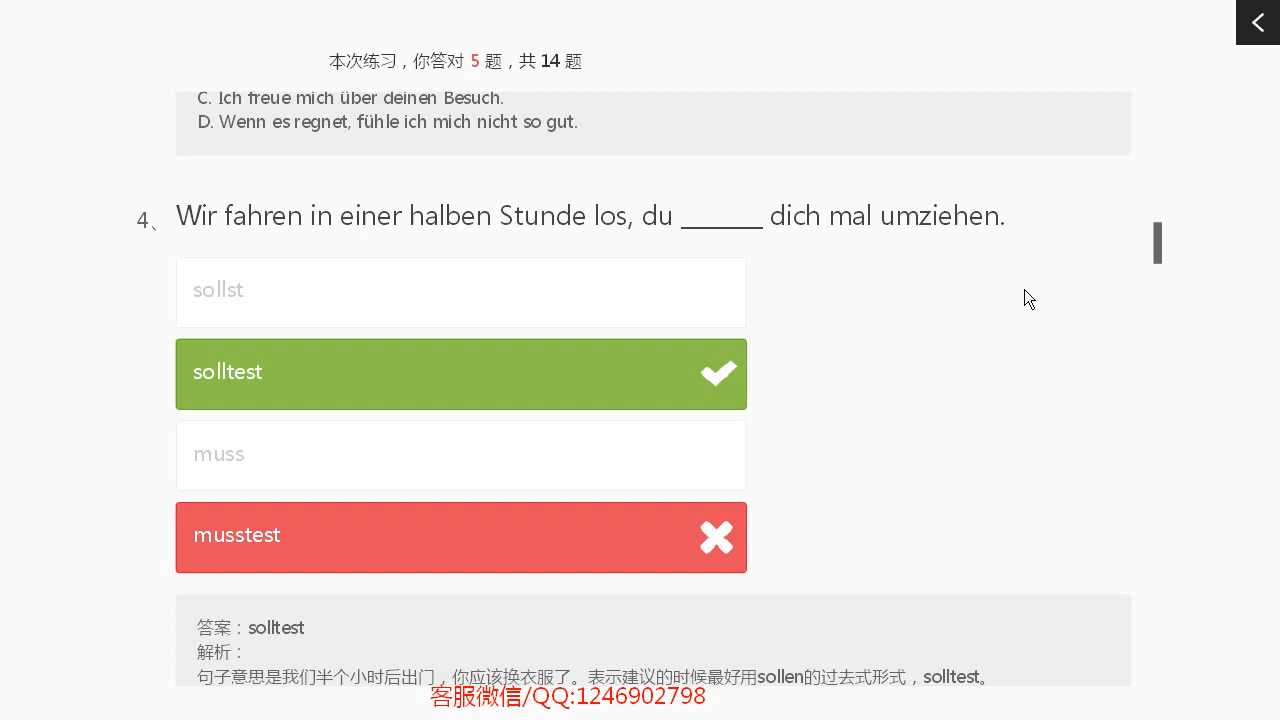 本次练习，你答对 5 题，共 14 题
C. Ich freue mich über deinen Besuch.
D. Wenn es regnet, fühle ich mich nicht so gut.
4、 Wir fahren in einer halben Stunde los, du ______ dich mal umziehen.
sollst
solltest
muss
musstest
答案：solltest
解析：
句子意思是我们半个小时后出门，你应该换衣服了。表示建议的时候最好用sollen的过去式形式，solltest。
客服微信/QQ:1246902798